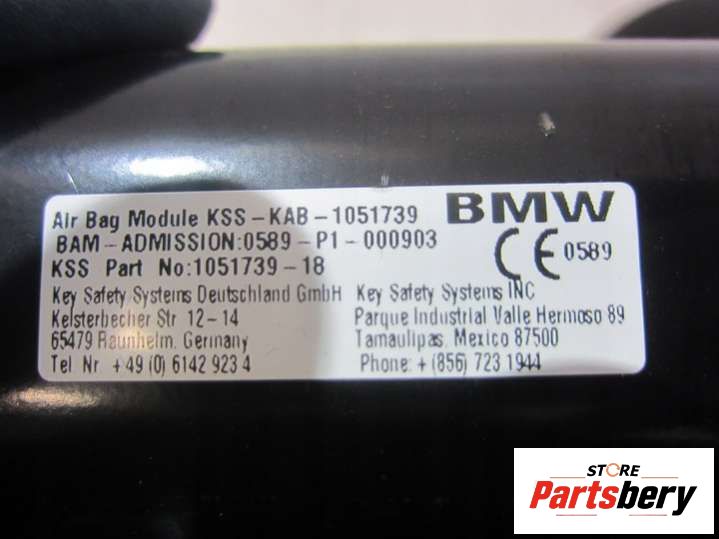 Air Bag Module KSS-KAB-1051739
BMW
BAM-ADMISSION:0589-P1-000903
CE 0589
KSS Part No:1051739-18
Key Safety Systems Deutschland GmbH
Kelsterbecher Str 12-14
65479 Raunheim. Germany
Tel Nr +49 (0) 6142 923 4
Key Safety Systems INC
Parque Industrial Valle Hermoso 89
Tamaulipas, Mexico 87500
Phone: +(856) 723 1944
STORE
Partsbery